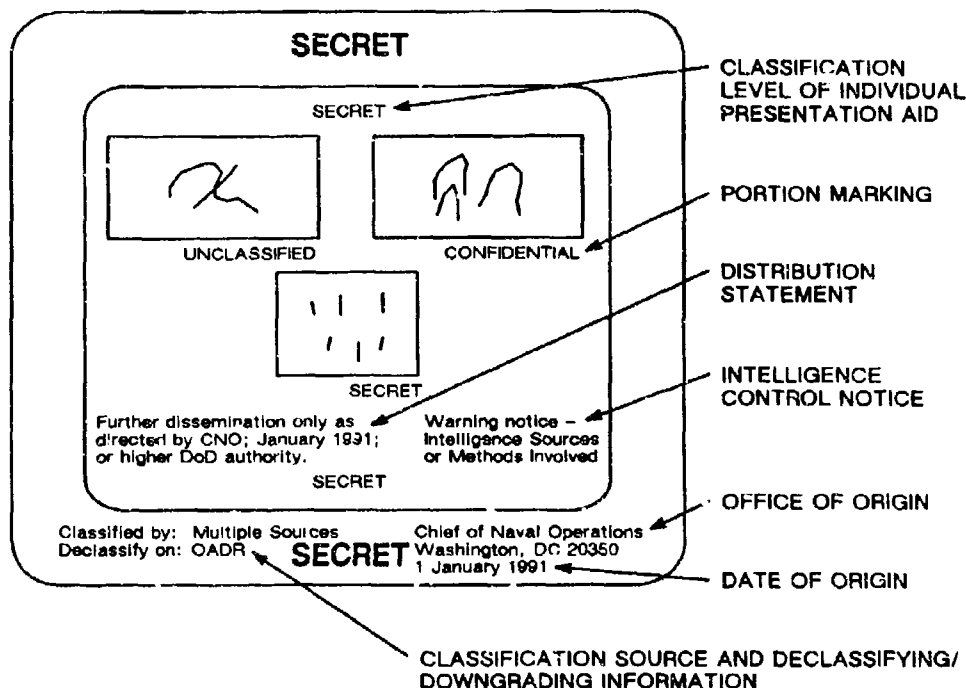 SECRET
SECRET
CLASSIFICATION
LEVEL OF INDIVIDUAL
PRESENTATION AID
UNCLASSIFIED
CONFIDENTIAL
PORTION MARKING
SECRET
DISTRIBUTION
STATEMENT
Further dissemination only as
directed by CNO; January 1991;
or higher DoD authority.
Warning notice –
Intelligence Sources
or Methods Involved
INTELLIGENCE
CONTROL NOTICE
SECRET
Classified by: Multiple Sources
Declassify on: OADR
SECRET
Chief of Naval Operations
Washington, DC 20350
1 January 1991
OFFICE OF ORIGIN
DATE OF ORIGIN
CLASSIFICATION SOURCE AND DECLASSIFYING/
DOWNGRADING INFORMATION